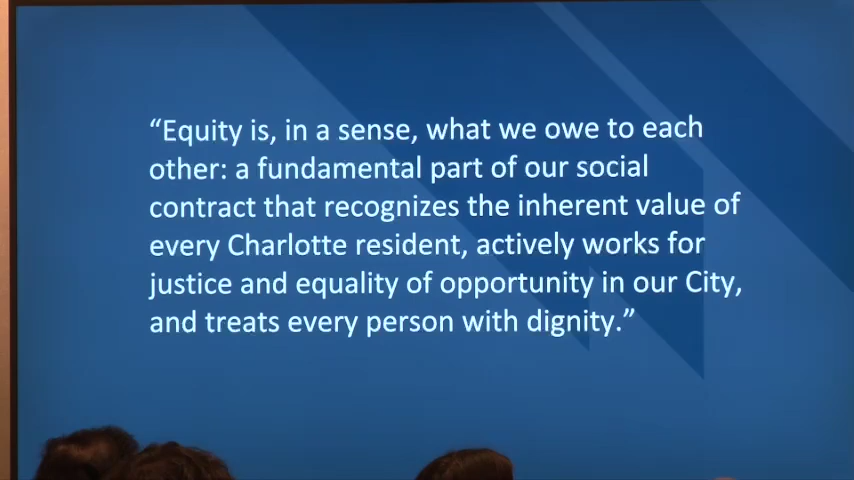 “Equity is, in a sense, what we owe to each
other: a fundamental part of our social
contract that recognizes the inherent value of
every Charlotte resident, actively works for
justice and equality of opportunity in our City,
and treats every person with dignity.”